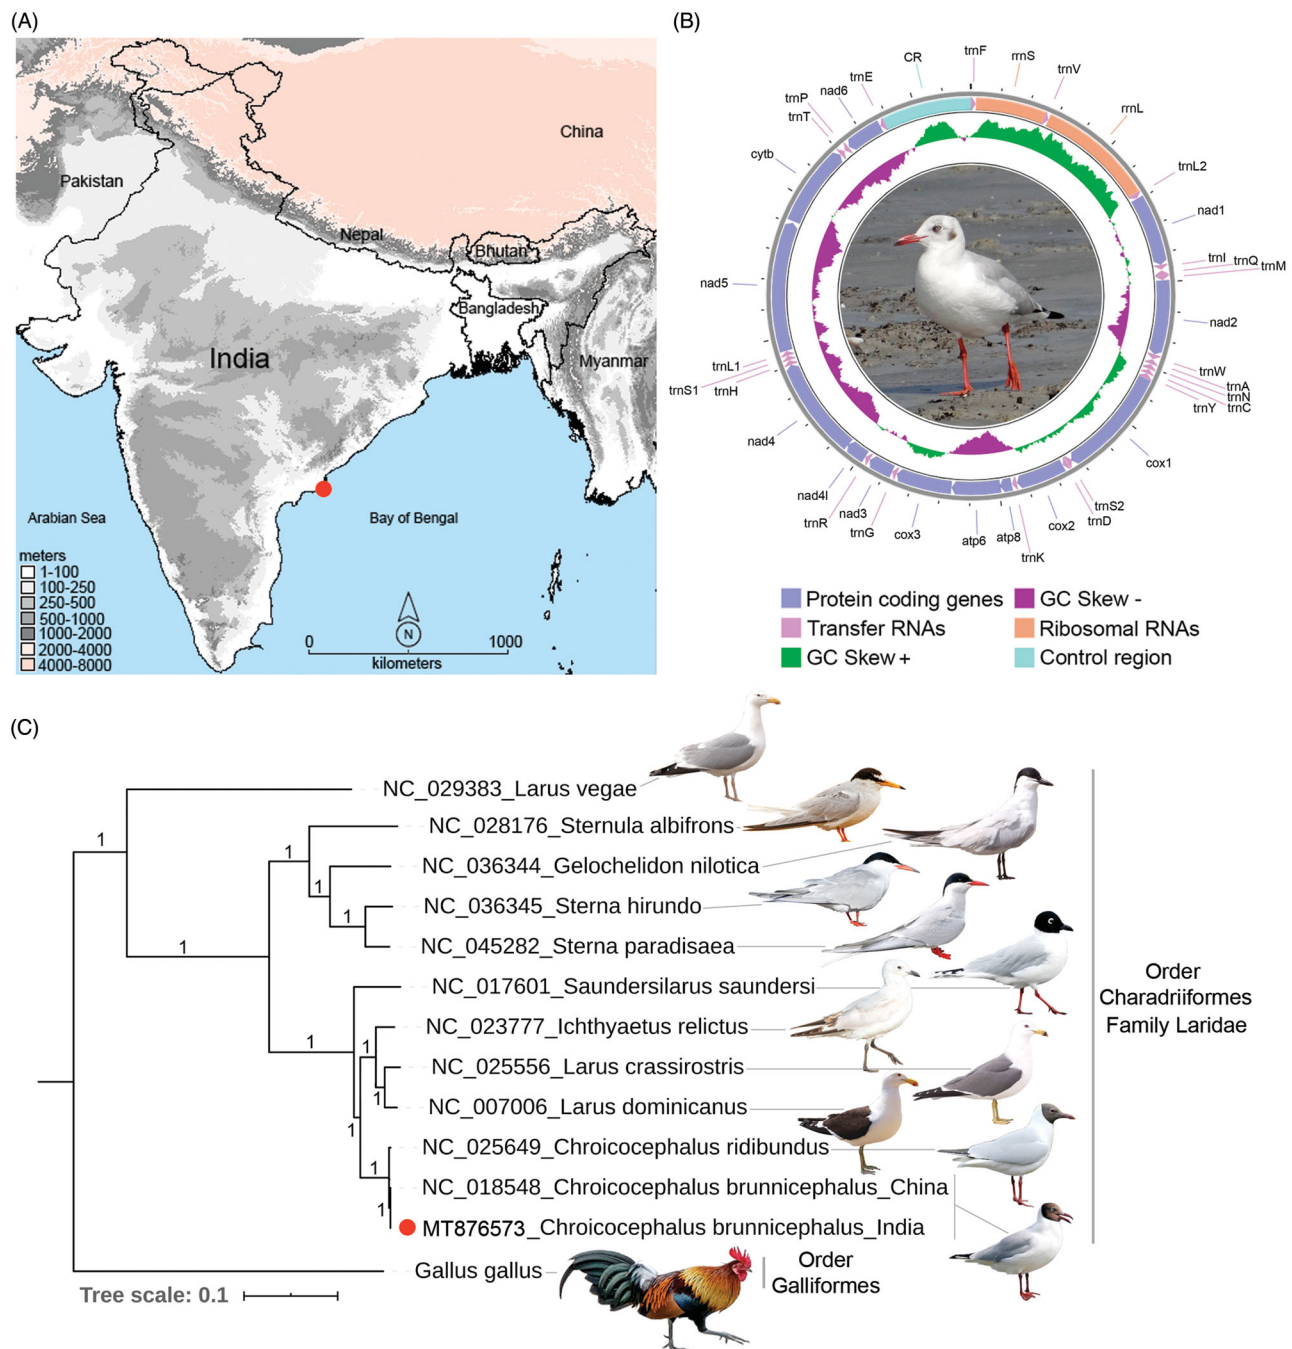 (A)
China
Pakistan
Nepal
Bhutan
Bangladesh
India
Myanmar
Arabian Sea
Bay of Bengal
meters
1-100
100-250
250-500
500-1000
1000-2000
2000-4000
4000-8000
N
0 1000
kilometers
(B)
CR
trnF
rrnS
trnV
rrnL
trnL2
nad1
trnI
trnQ
trnM
nad2
trnW
trnA
trnN
trnC
trnY
cox1
trnS2
trnD
cox2
trnK
atp8
atp6
cox3
trnG
nad3
trnR
nad4l
nad4
trnH
trnS1
trnL1
nad5
cytb
trnT
trnP
nad6
trnE
Protein coding genes
GC Skew -
Transfer RNAs
Ribosomal RNAs
GC Skew +
Control region
(C)
NC_029383_Larus vegae
NC_028176_Sternula albifrons
NC_036344_Gelochelidon nilotica
NC_036345_Sterna hirundo
NC_045282_Sterna paradisaea
NC_017601_Saundersilarus saundersi
NC_023777_Ichthyaetus relictus
NC_025556_Larus crassirostris
NC_007006_Larus dominicanus
NC_025649_Chroicocephalus ridibundus
NC_018548_Chroicocephalus brunnicephalus_China
MT876573_Chroicocephalus brunnicephalus_India
Gallus gallus
1
1
1
1
1
1
1
1
1
1
1
Order
Charadriiformes
Family Laridae
Order
Galliformes
Tree scale: 0.1